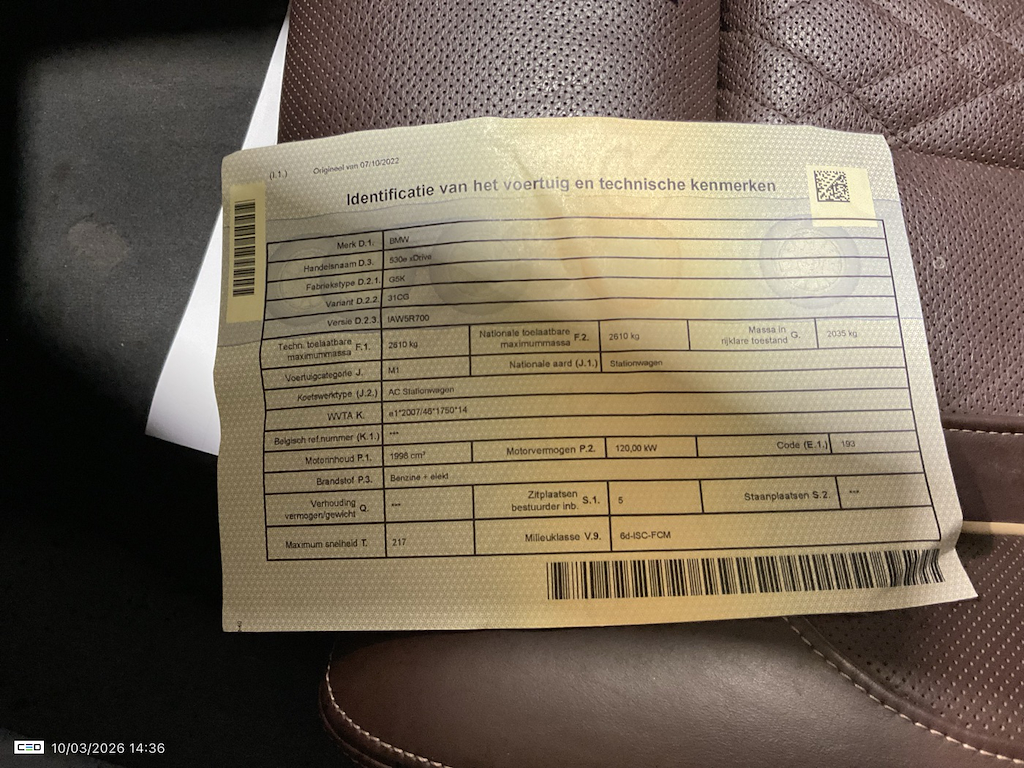 (I.1.) Origineel van 07/10/2022
Identificatie van het voertuig en technische kenmerken
Merk D.1. BMW
Handelsnaam D.3. 530e xDrive
Fabriekstype D.2.1. G5K
Variant D.2.2. 31CG
Versie D.2.3. IAW5R700
Techn. toelaatbare maximummassa F.1. 2610 kg Nationale toelaatbare maximummassa F.2. 2610 kg Massa in rijklare toestand G. 2035 kg
Voertuigcategorie J. M1 Nationale aard (J.1.) Stationwagen
Koetswerktype (J.2.) AC Stationwagen
WVTA K. e1*2007/46*1750*14
Belgisch ref.nummer (K.1.) ***
Motorinhoud P.1. 1998 cm³ Motorvermogen P.2. 120,00 kW Code (E.1.) 193
Brandstof P.3. Benzine + elekt
Verhouding vermogen/gewicht Q. *** Zitplaatsen bestuurder inb. S.1. 5 Staanplaatsen S.2. ***
Maximum snelheid T. 217 Milieuklasse V.9. 6d-ISC-FCM
CEO 10/03/2026 14:36